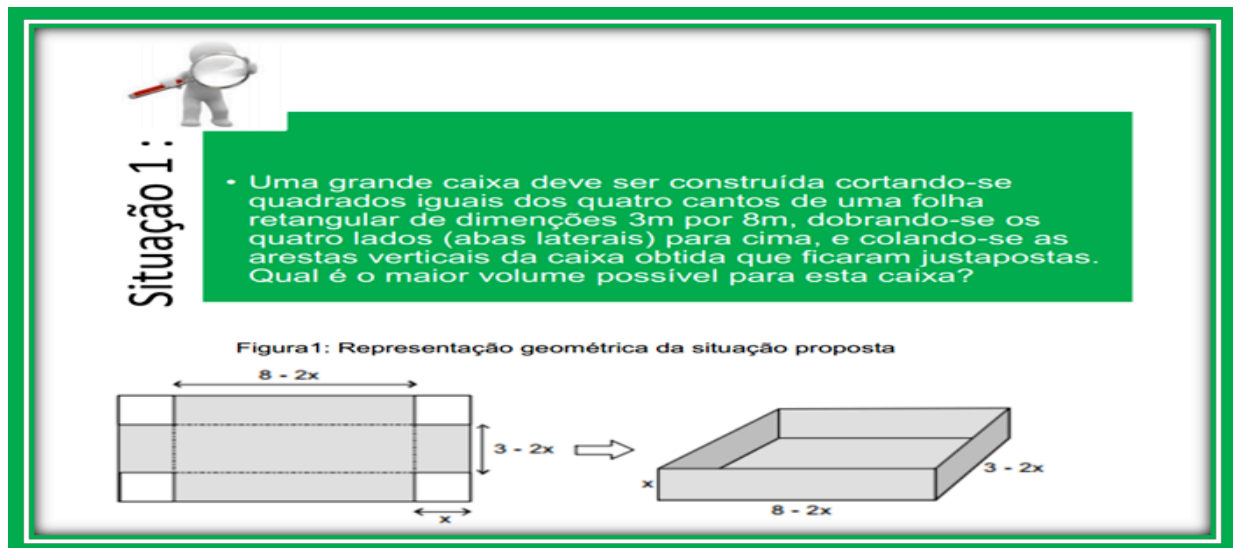 Situação 1 :
• Uma grande caixa deve ser construída cortando-se
quadrados iguais dos quatro cantos de uma folha
retangular de dimenções 3m por 8m, dobrando-se os
quatro lados (abas laterais) para cima, e colando-se as
arestas verticais da caixa obtida que ficaram justapostas.
Qual é o maior volume possível para esta caixa?
Figura1: Representação geométrica da situação proposta
8 - 2x
3 - 2x
x
x
8 - 2x
3 - 2x